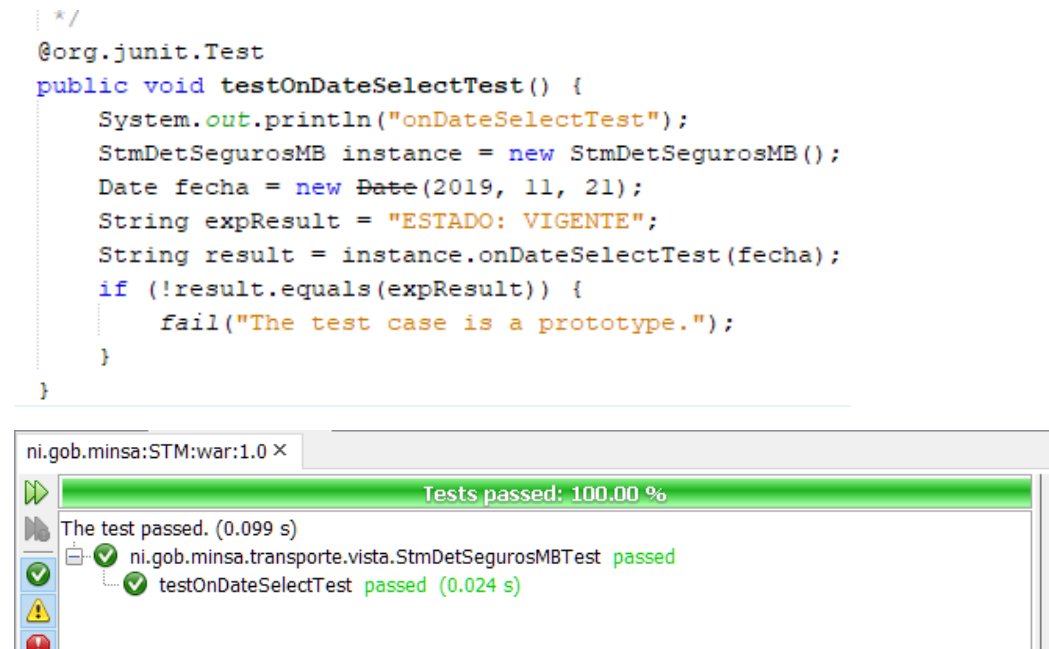 */
@org.junit.Test
public void testOnDateSelectTest() {
System.out.println("onDateSelectTest");
StmDetSegurosMB instance = new StmDetSegurosMB();
Date fecha = new Date(2019, 11, 21);
String expResult = "ESTADO: VIGENTE";
String result = instance.onDateSelectTest(fecha);
if (!result.equals(expResult)) {
fail("The test case is a prototype.");
}
}
ni.gob.minsa:STM:war:1.0 ×
Tests passed: 100.00 %
The test passed. (0.099 s)
ni.gob.minsa.transporte.vista.StmDetSegurosMBTest passed
testOnDateSelectTest passed (0.024 s)